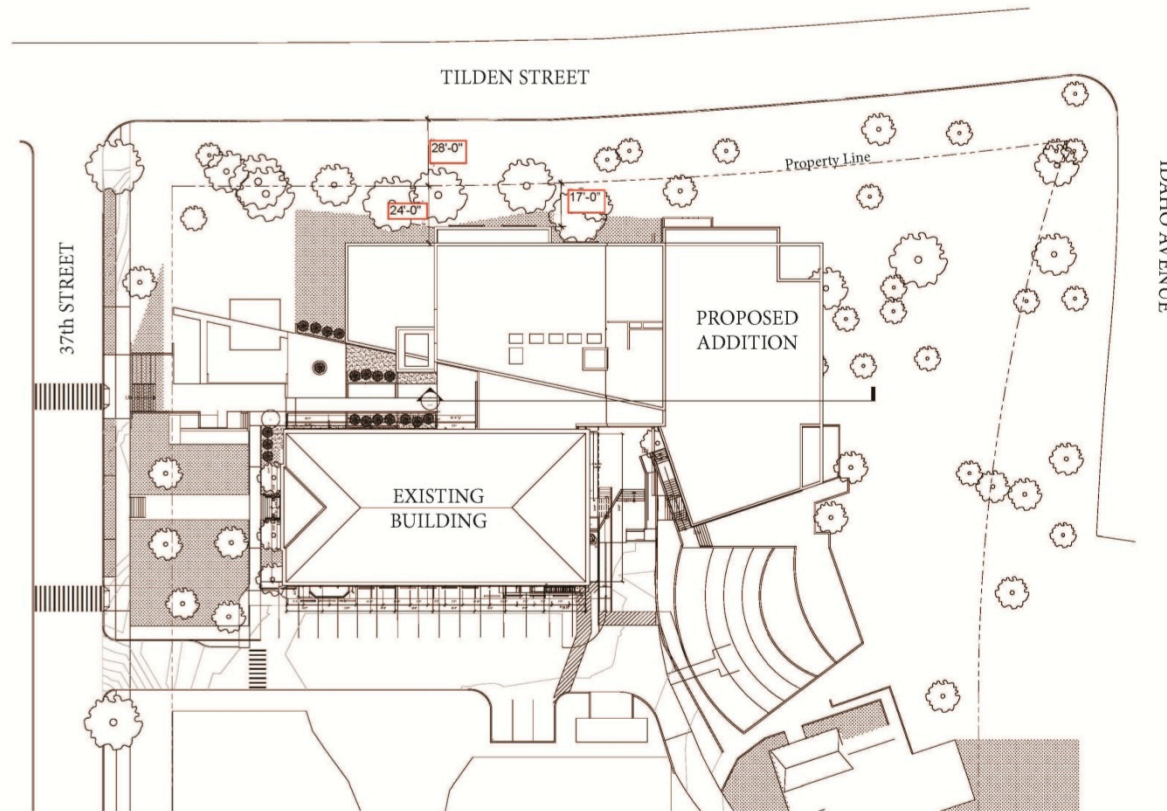 TILDEN STREET
28'-0"
Property Line
17'-0"
24'-0"
IDAHO AVENUE
37th STREET
PROPOSED
ADDITION
EXISTING
BUILDING